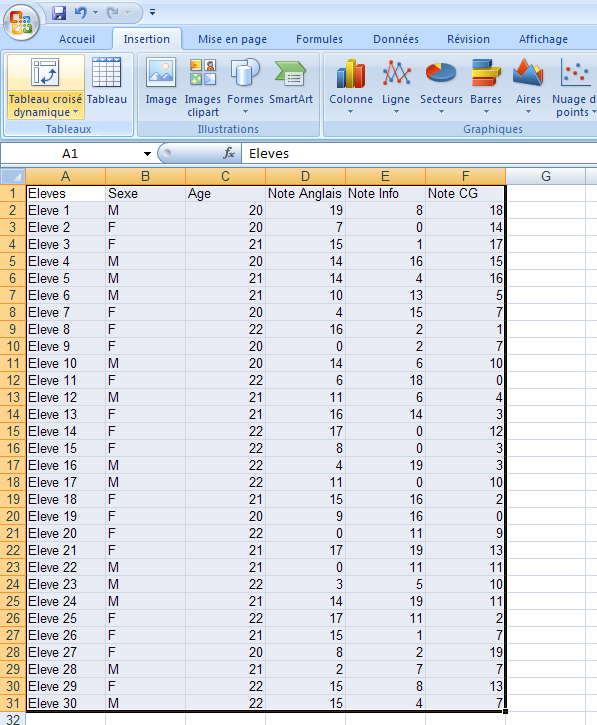 Accueil Insertion Mise en page Formules Données Révision Affichage
Tableau croisé dynamique Tableau Image Images clipart Formes SmartArt Colonne Ligne Secteurs Barres Aires Nuage de points
Tableaux Illustrations Graphiques
A1 fx Eleves
A B C D E F G
1 Eleves Sexe Age Note Anglais Note Info Note CG
2 Eleve 1 M 20 19 8 18
3 Eleve 2 F 20 7 0 14
4 Eleve 3 F 21 15 1 17
5 Eleve 4 M 20 14 16 15
6 Eleve 5 M 21 14 4 16
7 Eleve 6 M 21 10 13 5
8 Eleve 7 F 20 4 15 7
9 Eleve 8 F 22 16 2 1
10 Eleve 9 F 20 0 2 7
11 Eleve 10 M 20 14 6 10
12 Eleve 11 F 22 6 18 0
13 Eleve 12 M 21 11 6 4
14 Eleve 13 F 21 16 14 3
15 Eleve 14 F 22 17 0 12
16 Eleve 15 F 22 8 0 3
17 Eleve 16 M 22 4 19 3
18 Eleve 17 M 22 11 0 10
19 Eleve 18 F 21 15 16 2
20 Eleve 19 F 20 9 16 0
21 Eleve 20 F 22 0 11 9
22 Eleve 21 F 21 17 19 13
23 Eleve 22 M 21 0 11 11
24 Eleve 23 M 22 3 5 10
25 Eleve 24 M 21 14 19 11
26 Eleve 25 F 22 17 11 2
27 Eleve 26 F 21 15 1 7
28 Eleve 27 F 20 8 2 19
29 Eleve 28 M 21 2 7 7
30 Eleve 29 F 22 15 8 13
31 Eleve 30 M 22 15 4 7
32